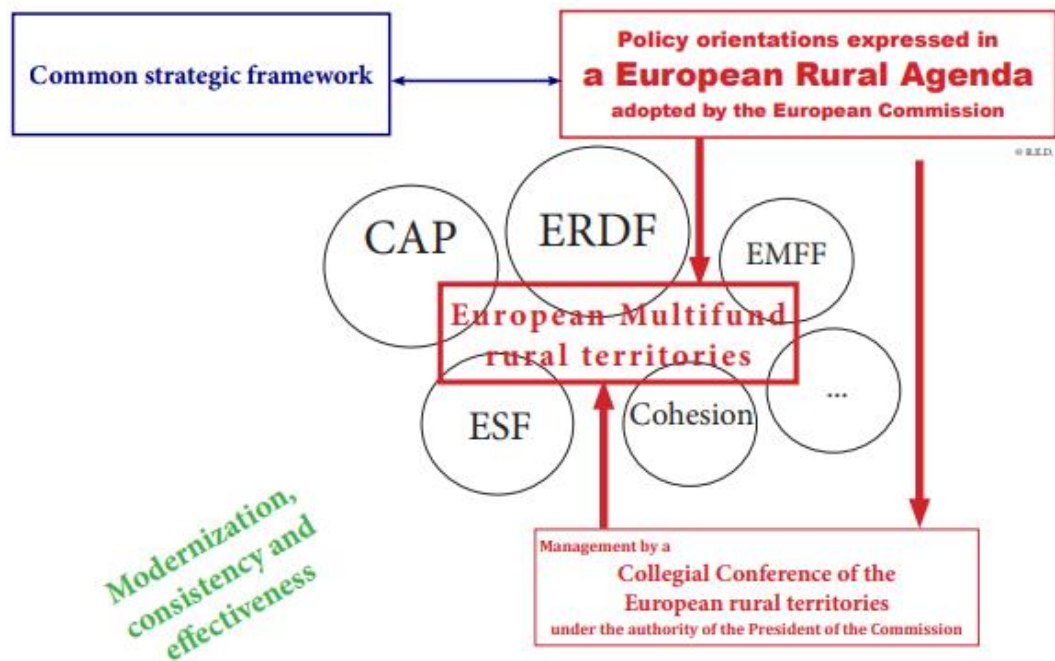 Common strategic framework
Policy orientations expressed in
a European Rural Agenda
adopted by the European Commission
© R.E.D.
CAP
ERDF
EMFF
European Multifund
rural territories
ESF
Cohesion
...
Modernization,
consistency and
effectiveness
Management by a
Collegial Conference of the
European rural territories
under the authority of the President of the Commission